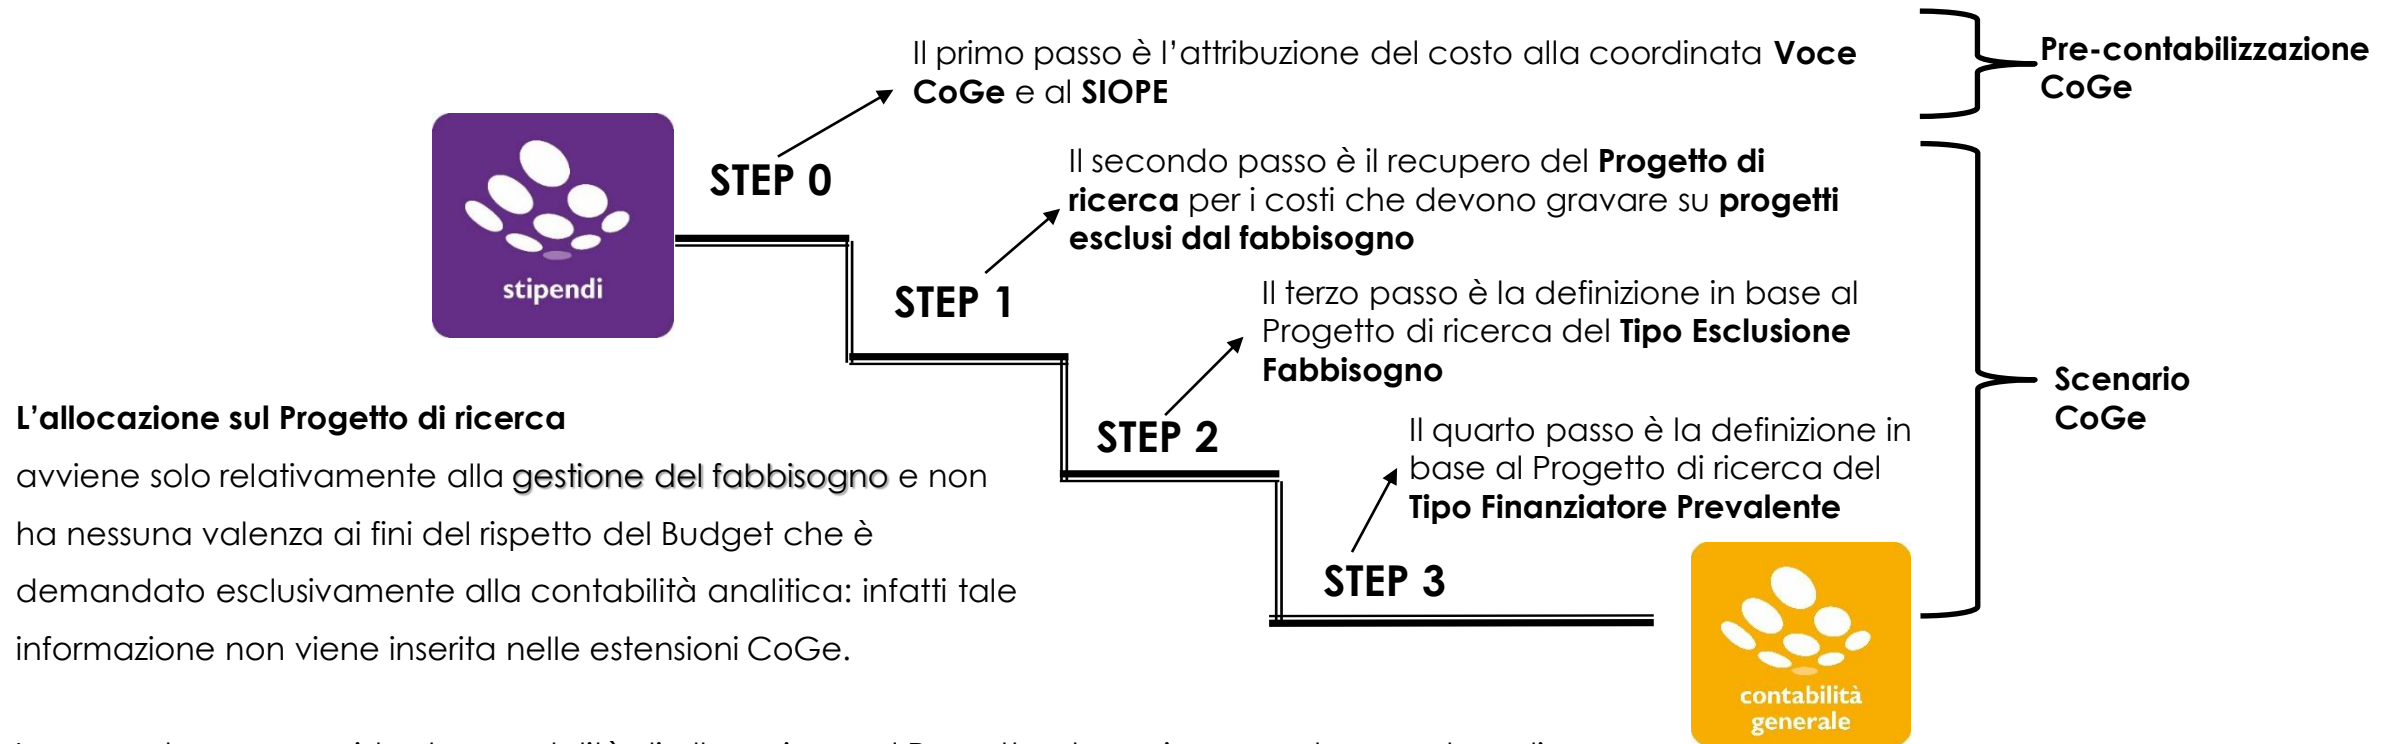 Il primo passo è l’attribuzione del costo alla coordinata Voce
CoGe e al SIOPE
Pre-contabilizzazione
CoGe
STEP 0
Il secondo passo è il recupero del Progetto di
ricerca per i costi che devono gravare su progetti
esclusi dal fabbisogno
stipendi
STEP 1
Il terzo passo è la definizione in base al
Progetto di ricerca del Tipo Esclusione
Fabbisogno
Scenario
CoGe
STEP 2
Il quarto passo è la definizione in
base al Progetto di ricerca del
Tipo Finanziatore Prevalente
STEP 3
L’allocazione sul Progetto di ricerca
avviene solo relativamente alla gestione del fabbisogno e non
ha nessuna valenza ai fini del rispetto del Budget che è
demandato esclusivamente alla contabilità analitica: infatti tale
informazione non viene inserita nelle estensioni CoGe.
contabilità
generale